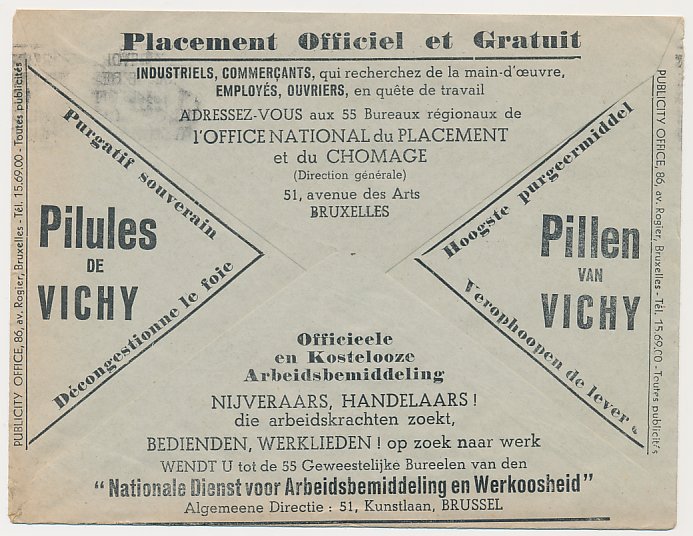 Placement Officiel et Gratuit
INDUSTRIELS, COMMERÇANTS, qui recherchez de la main-d'œuvre,
EMPLOYÉS, OUVRIERS, en quête de travail
ADRESSEZ-VOUS aux 55 Bureaux régionaux de
l'OFFICE NATIONAL du PLACEMENT
et du CHOMAGE
(Direction générale)
51, avenue des Arts
BRUXELLES
PUBLICITY OFFICE, 86, av. Rogier, Bruxelles - Tél. 15.69.00 - Toutes publicités
Purgatif souverain
Pilules
DE
VICHY
Décongestionne le foie
Hoogste purgeermiddel
Pillen
VAN
VICHY
Verophoopen de lever.
PUBLICITY OFFICE, 86, av. Rogier, Bruxelles - Tél. 15.69.00 - Toutes publicités
Officieele
en Kostelooze
Arbeidsbemiddeling
NIJVERAARS, HANDELAARS !
die arbeidskrachten zoekt,
BEDIENDEN, WERKLIEDEN ! op zoek naar werk
WENDT U tot de 55 Geweestelijke Bureelen van den
"Nationale Dienst voor Arbeidsbemiddeling en Werkoosheid"
Algemeene Directie : 51, Kunstlaan, BRUSSEL